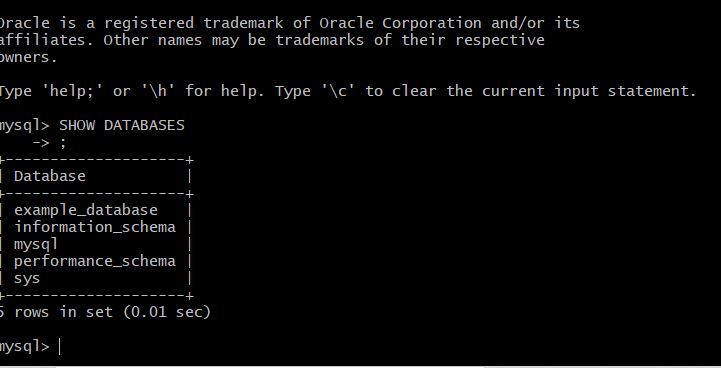 Oracle is a registered trademark of Oracle Corporation and/or its
affiliates. Other names may be trademarks of their respective
owners.
Type 'help;' or '\h' for help. Type '\c' to clear the current input statement.
mysql> SHOW DATABASES
    -> ;
+--------------------+
| Database           |
+--------------------+
| example_database   |
| information_schema |
| mysql              |
| performance_schema |
| sys                |
+--------------------+
5 rows in set (0.01 sec)
mysql>